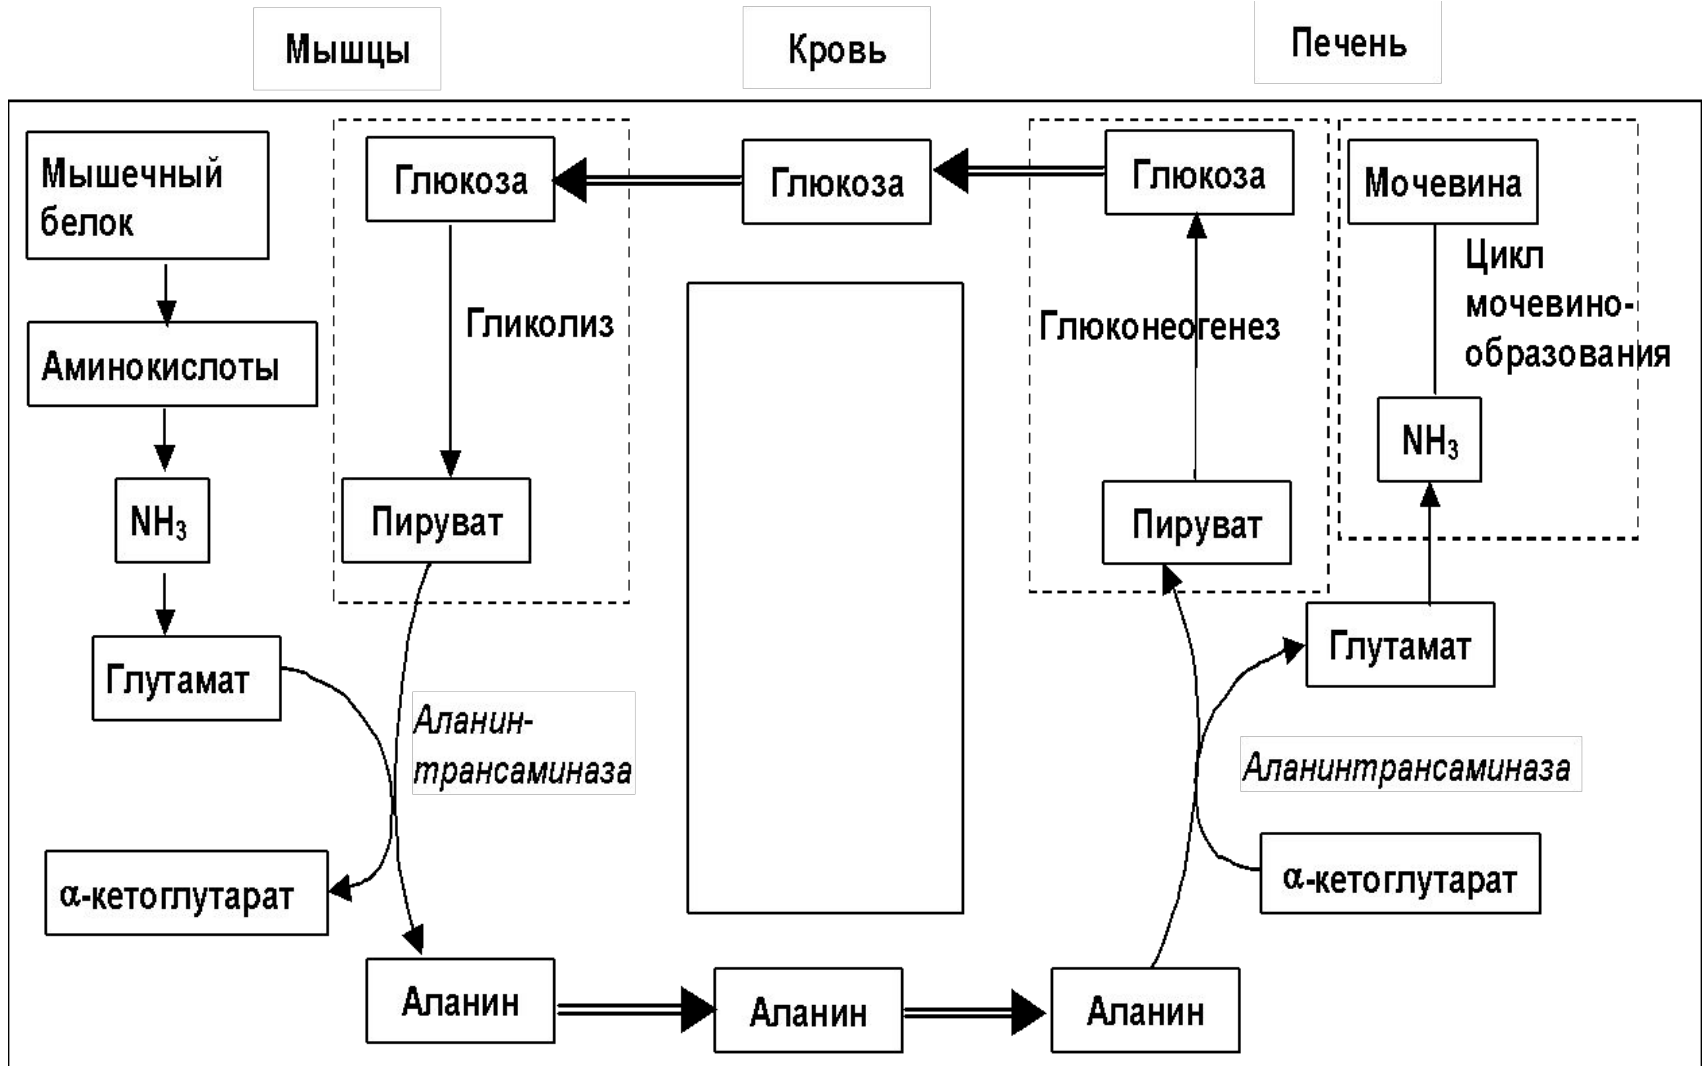 Мышцы
Кровь
Печень
Мышечный
белок
Аминокислоты
NH3
Глутамат
α-кетоглутарат
Глюкоза
Гликолиз
Пируват
Аланин-
трансаминаза
Аланин
Глюкоза
Аланин
Глюкоза
Глюконеогенез
Пируват
Аланин
Мочевина
Цикл
мочевино-
образования
NH3
Глутамат
Аланинтрансаминаза
α-кетоглутарат